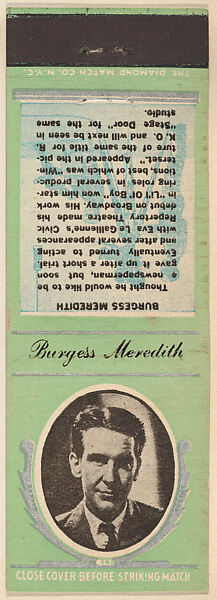 THE DIAMOND MATCH CO. N.Y.C.
BURGESS MEREDITH
Thought he would like to be
a newspaperman, but soon
gave it up after a short trial.
Eventually turned to acting
and after several appearances
with Eva Le Gallienne's Civic
Repertory Theatre made his
debut on Broadway. His work
in "Li'l Ol' Boy" won him star-
ring roles in several produc-
tions, best of which was "Win-
terset". Appeared in the pic-
ture of the same title for R.
K. O. and will next be seen in
"Stage Door" for the same
studio.
Burgess Meredith
CLOSE COVER BEFORE STRIKING MATCH